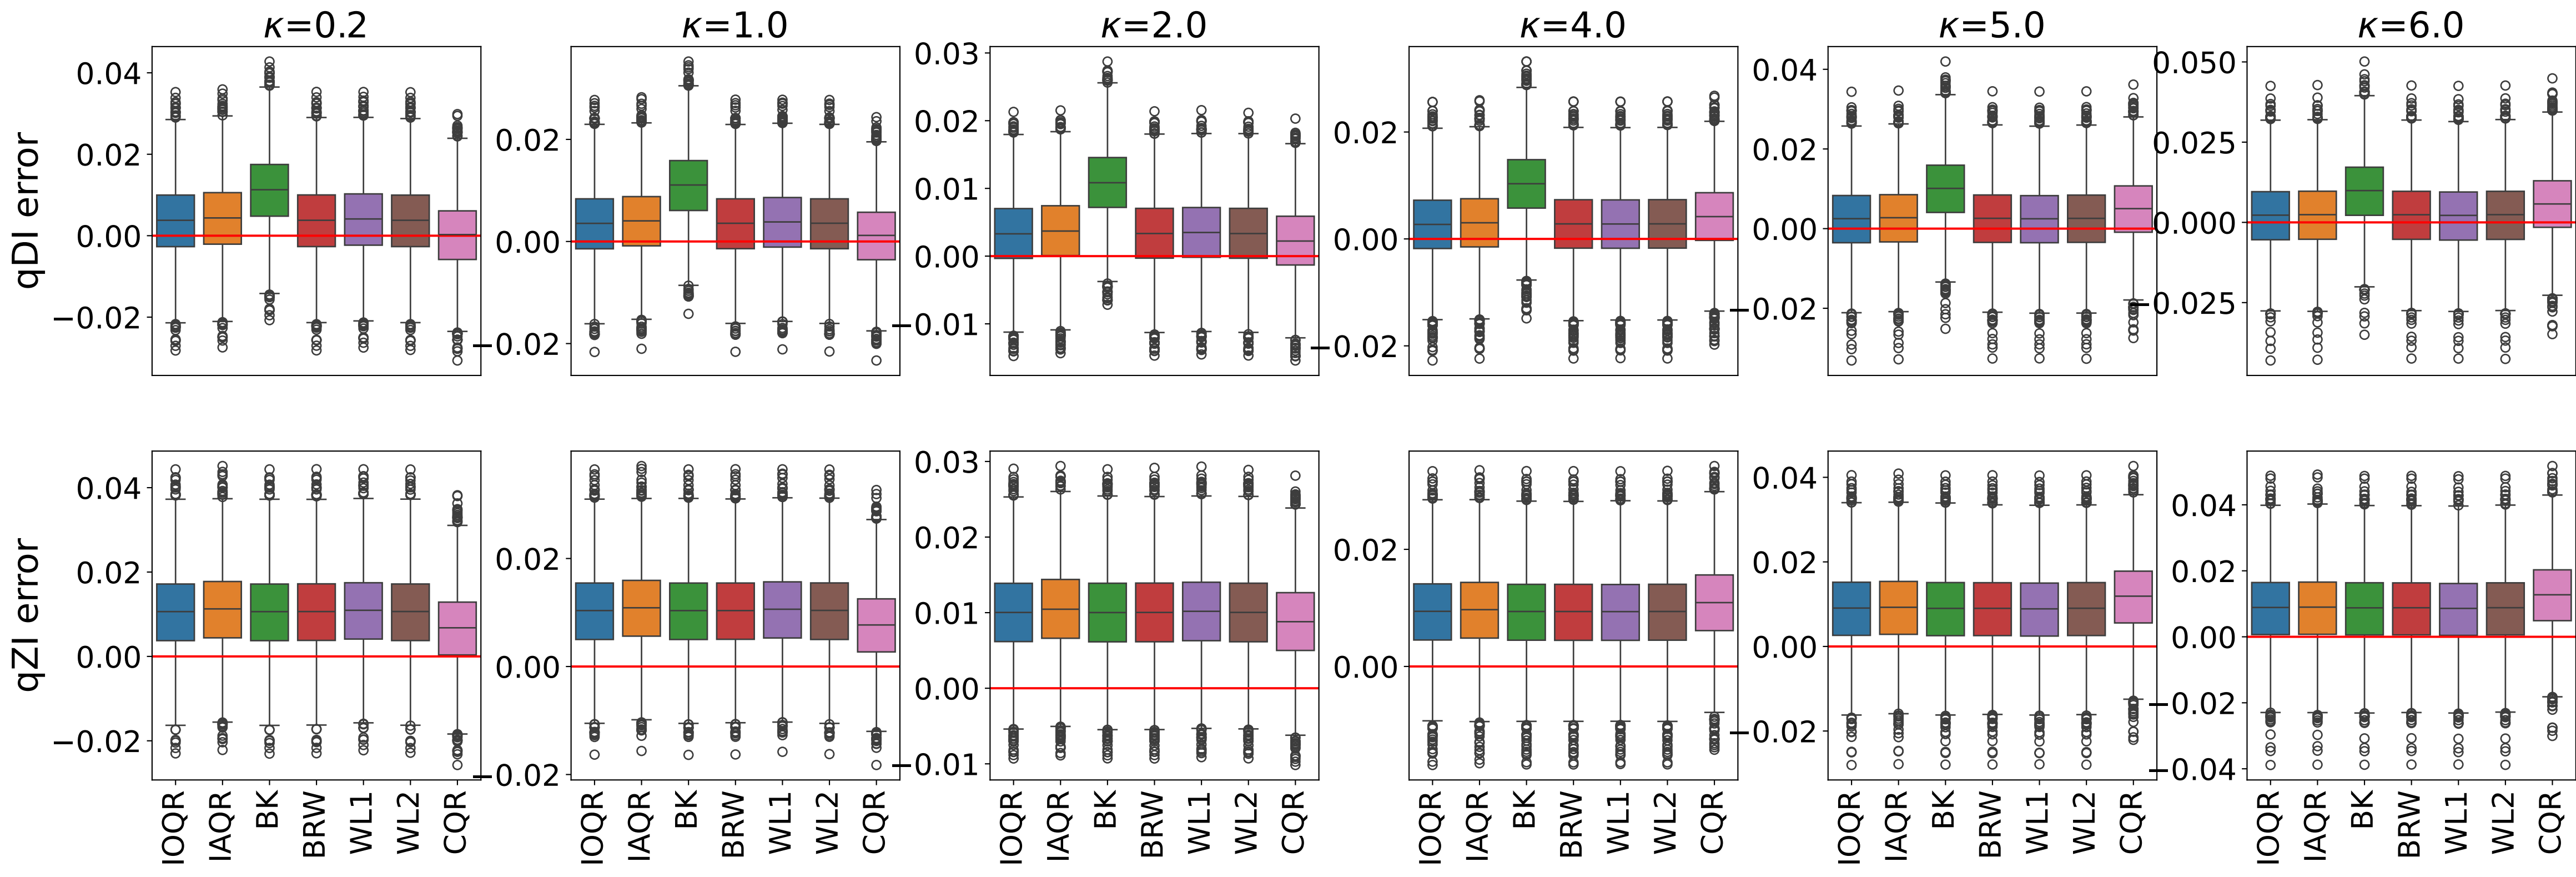 κ=0.2
κ=1.0
κ=2.0
κ=4.0
κ=5.0
κ=6.0
qDI error
0.04
0.02
0.00
−0.02
0.02
0.00
−0.02
0.03
0.02
0.01
0.00
−0.01
0.02
0.00
−0.02
0.04
0.02
0.00
−0.02
0.050
0.025
0.000
−0.025
qZI error
0.04
0.02
0.00
−0.02
0.02
0.00
−0.02
0.03
0.02
0.01
0.00
−0.01
0.02
0.00
0.04
0.02
0.00
−0.02
0.04
0.02
0.00
−0.02
−0.04
IOQR
IAQR
BK
BRW
WL1
WL2
CQR
IOQR
IAQR
BK
BRW
WL1
WL2
CQR
IOQR
IAQR
BK
BRW
WL1
WL2
CQR
IOQR
IAQR
BK
BRW
WL1
WL2
CQR
IOQR
IAQR
BK
BRW
WL1
WL2
CQR
IOQR
IAQR
BK
BRW
WL1
WL2
CQR